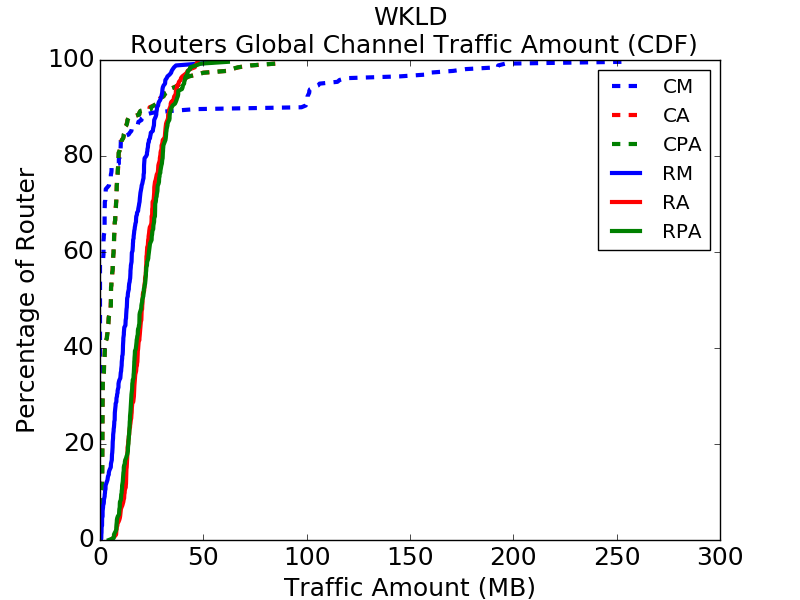 WKLD
Routers Global Channel Traffic Amount (CDF)
100
80
60
40
20
0
Percentage of Router
0 50 100 150 200 250 300
Traffic Amount (MB)
CM
CA
CPA
RM
RA
RPA